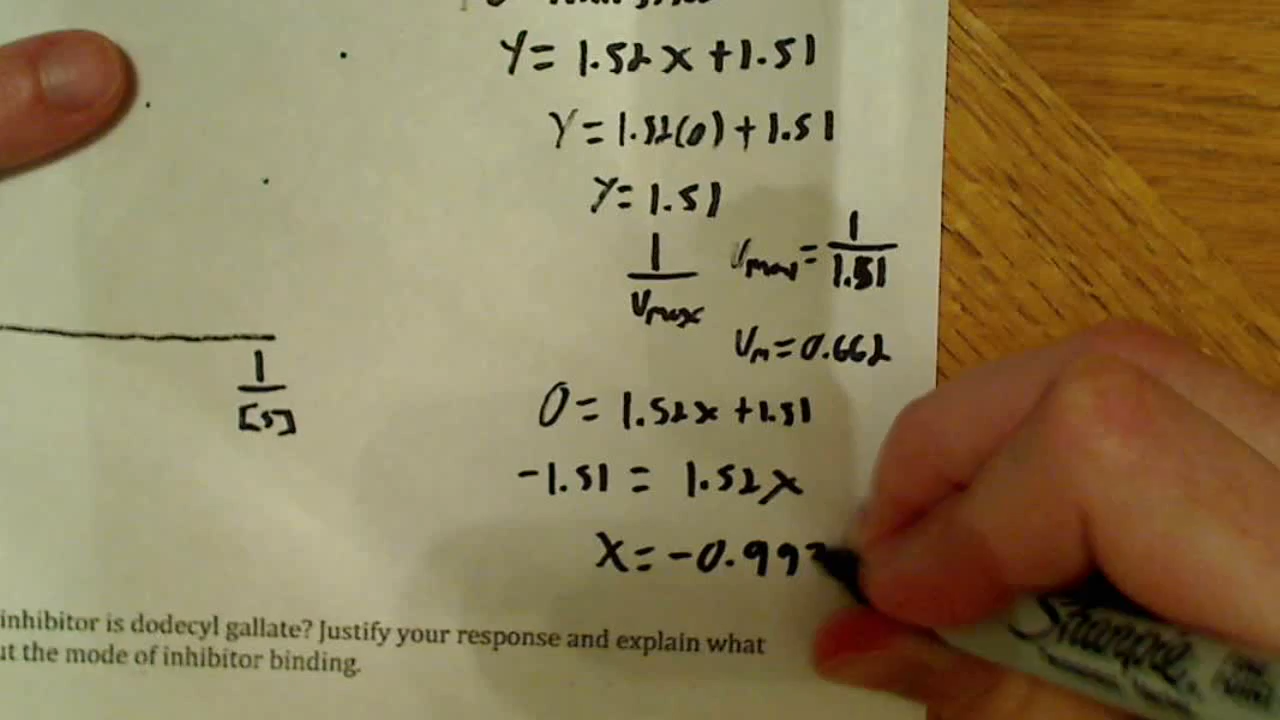 Y = 1.52x + 1.51
Y = 1.52(0) + 1.51
Y = 1.51
1
Vmax
Vmax = 1
1.51
Vm = 0.662
1
[S]
0 = 1.52x + 1.51
-1.51 = 1.52x
X = -0.99
inhibitor is dodecyl gallate? Justify your response and explain what
the mode of inhibitor binding.
Sharpie